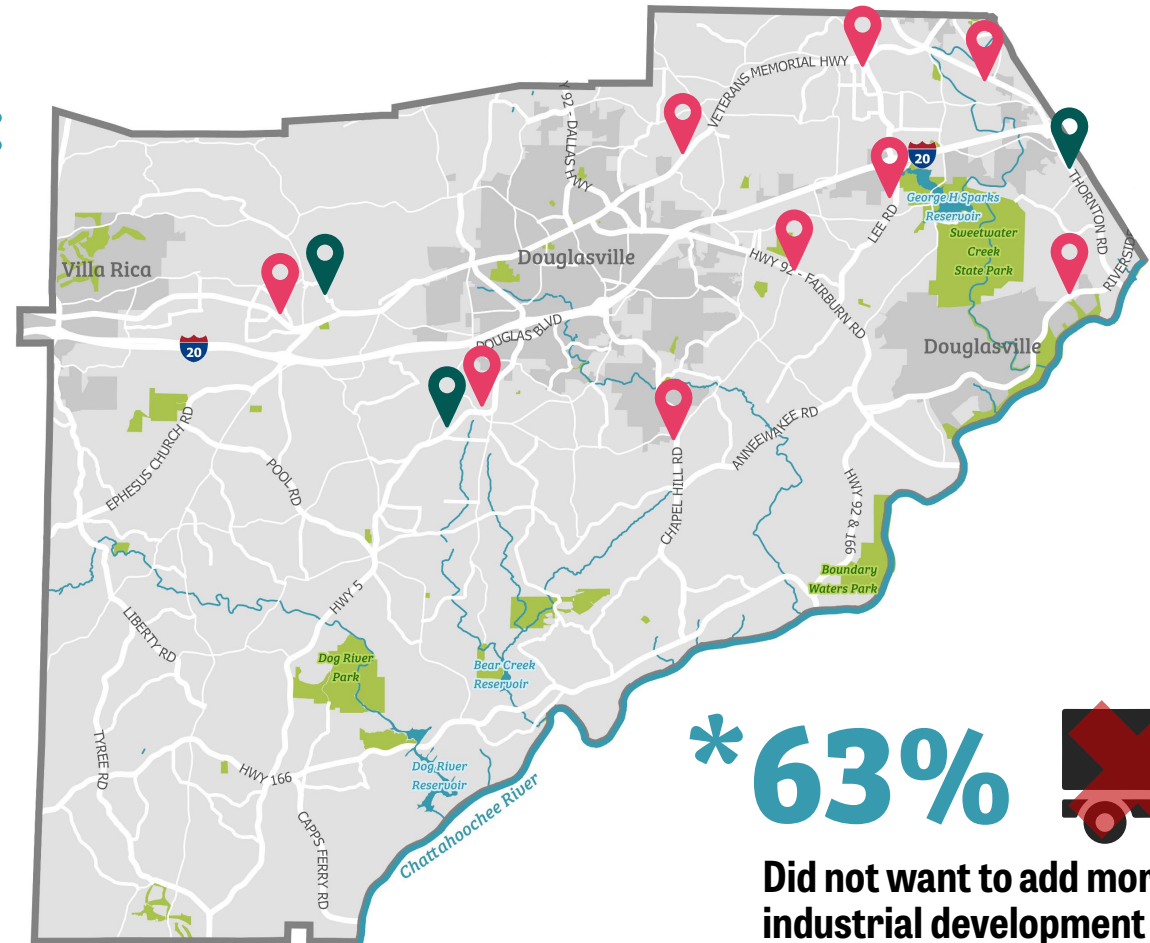 VETERANS MEMORIAL HWY
Y 92 - DALLAS HWY
20
THORNTON RD
George H Sparks
Reservoir
LEE RD
Sweetwater
Creek
State Park
RIVERSID
Villa Rica
Douglasville
HWY 92 - FAIRBURN RD
20
DOUGLAS BLVD
Douglasville
EPHESUS CHURCH RD
POOL RD
ANNEEWAKEE RD
CHAPEL HILL RD
HWY 92 & 166
Boundary
Waters Park
HWY 5
LIBERTY RD
Dog River
Park
Bear Creek
Reservoir
TYREE RD
HWY 166
Dog River
Reservoir
CAPPS FERRY RD
Chattahoochee River
*63%
Did not want to add mor
industrial development